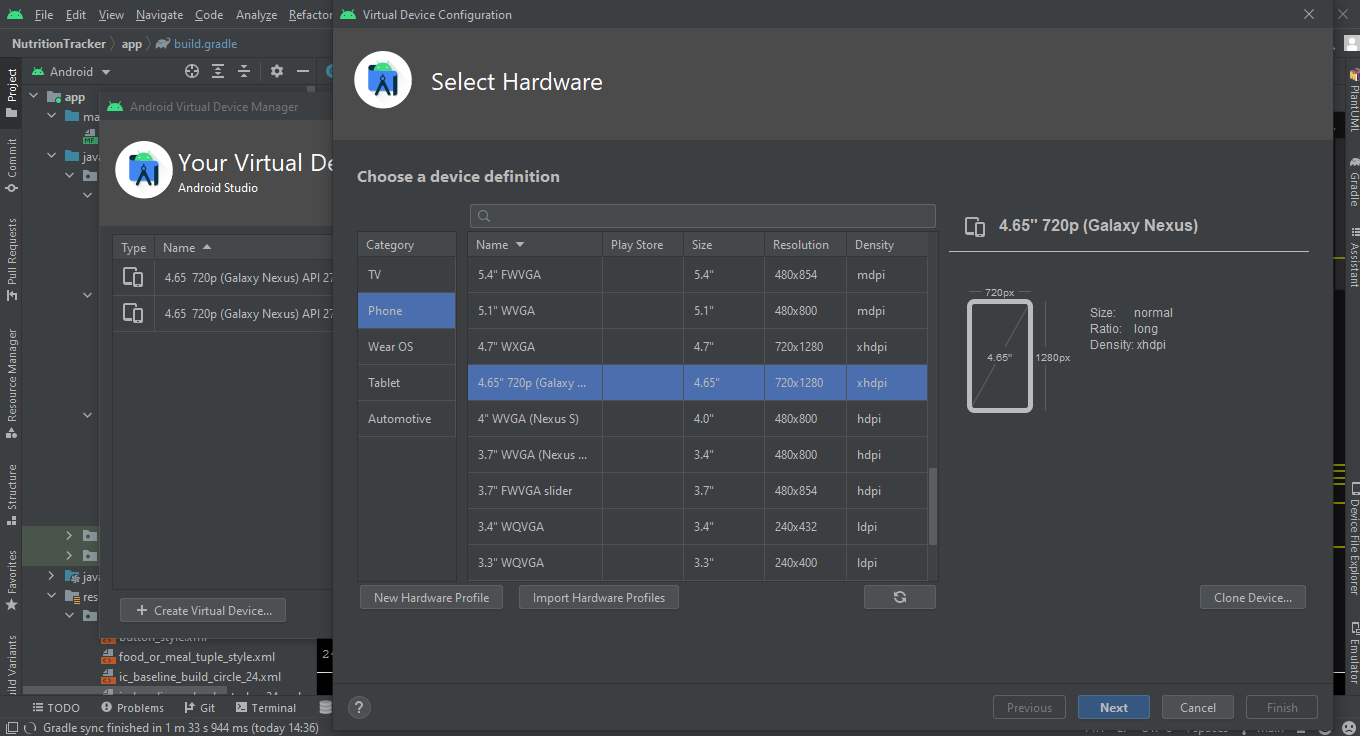 File Edit View Navigate Code Analyze Refactor
Virtual Device Configuration
NutritionTracker app build.gradle
Android
Project
Commit
Pull Requests
Resource Manager
Structure
Favorites
Build Variants
app
java
res
food_or_meal_tuple_style.xml
ic_baseline_build_circle_24.xml
Android Virtual Device Manager
Your Virtual De
Android Studio
Type Name
4.65 720p (Galaxy Nexus) API 27
4.65 720p (Galaxy Nexus) API 27
+ Create Virtual Device...
Select Hardware
Choose a device definition
Category
TV
Phone
Wear OS
Tablet
Automotive
Name Play Store Size Resolution Density
5.4" FWVGA 5.4" 480x854 mdpi
5.1" WVGA 5.1" 480x800 mdpi
4.7" WXGA 4.7" 720x1280 xhdpi
4.65" 720p (Galaxy ... 4.65" 720x1280 xhdpi
4" WVGA (Nexus S) 4.0" 480x800 hdpi
3.7" WVGA (Nexus ... 3.4" 480x800 hdpi
3.7" FWVGA slider 3.7" 480x854 hdpi
3.4" WQVGA 3.4" 240x432 ldpi
3.3" WQVGA 3.3" 240x400 ldpi
New Hardware Profile Import Hardware Profiles
4.65" 720p (Galaxy Nexus)
720px
4.65"
1280px
Size: normal
Ratio: long
Density: xhdpi
Clone Device...
? Previous Next Cancel Finish
PlantUML
Gradle
Assistant
Device File Explorer
Emulator
TODO Problems Git Terminal
Gradle sync finished in 1 m 33 s 944 ms (today 14:36)